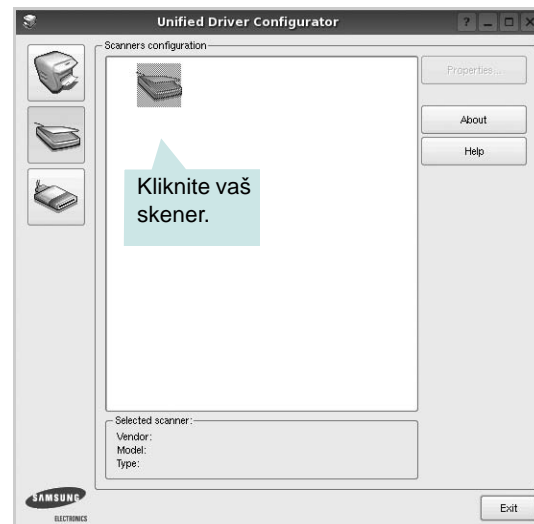 Unified Driver Configurator
Scanners configuration
Properties...
About
Help
Kliknite vaš
skener.
Selected scanner:
Vendor:
Model:
Type:
SAMSUNG
ELECTRONICS
Exit